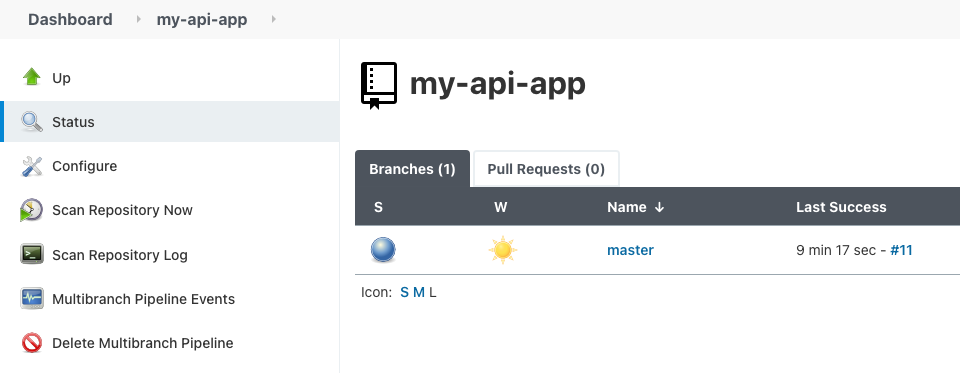 Dashboard my-api-app
Up
Status
Configure
Scan Repository Now
Scan Repository Log
Multibranch Pipeline Events
Delete Multibranch Pipeline
my-api-app
Branches (1) Pull Requests (0)
S W Name ↓ Last Success
master 9 min 17 sec - #11
Icon: S M L